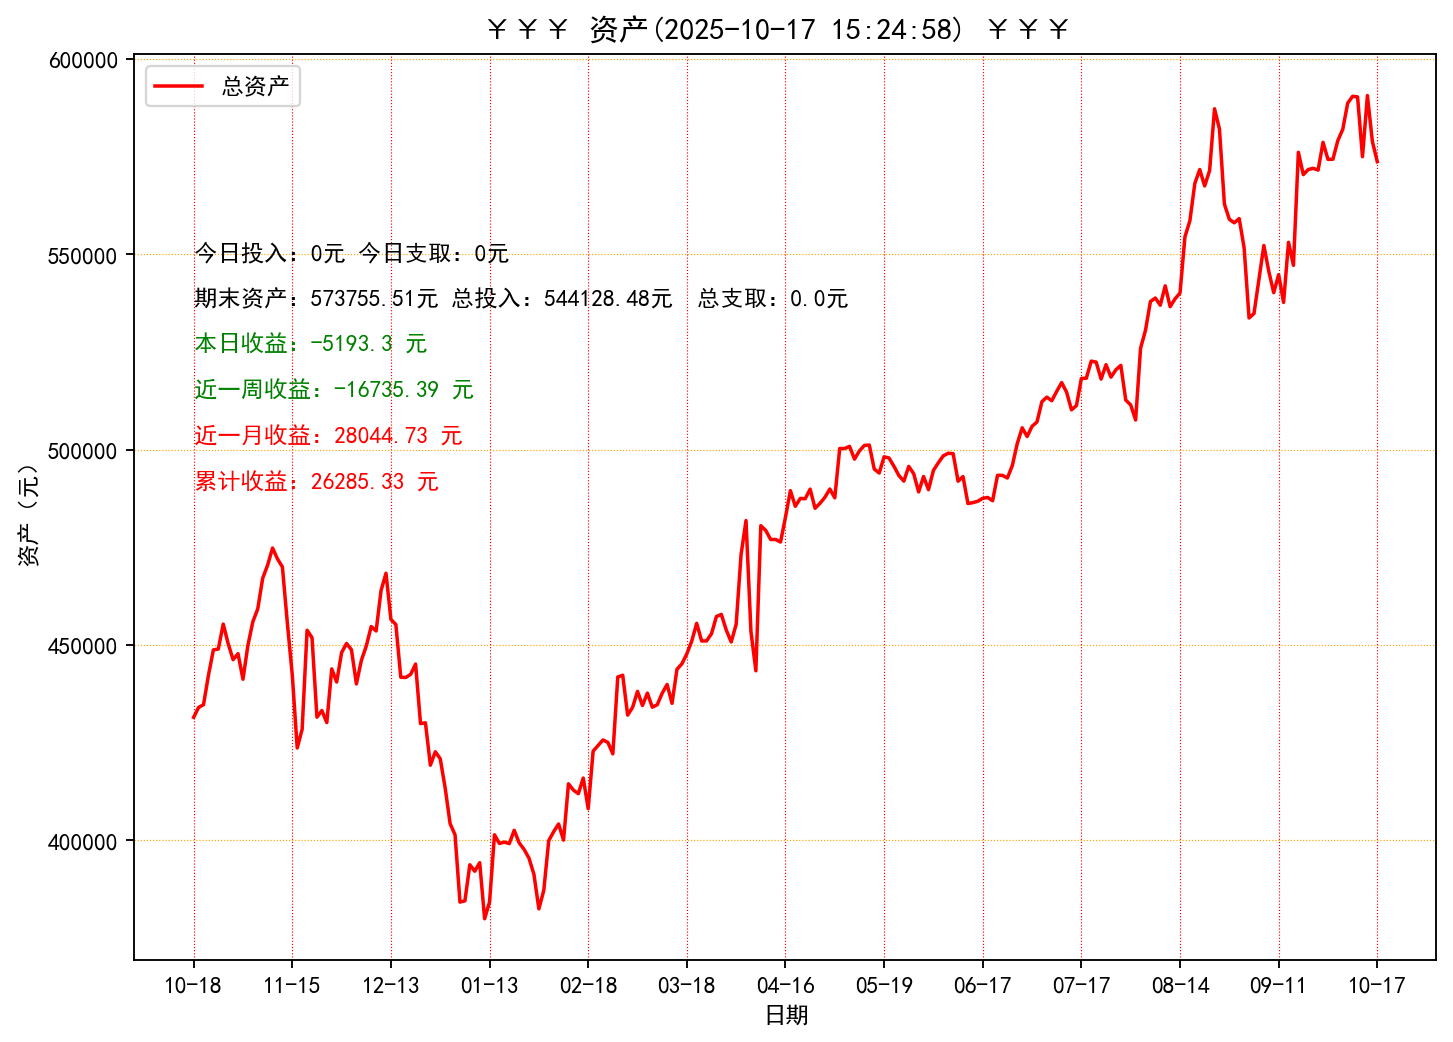 ￥￥￥ 资产(2025-10-17 15:24:58) ￥￥￥
总资产
600000
550000
500000
450000
400000
资产（元）
今日投入：0元 今日支取：0元
期末资产：573755.51元 总投入：544128.48元  总支取：0.0元
本日收益：-5193.3 元
近一周收益：-16735.39 元
近一月收益：28044.73 元
累计收益：26285.33 元
10-18 11-15 12-13 01-13 02-18 03-18 04-16 05-19 06-17 07-17 08-14 09-11 10-17
日期